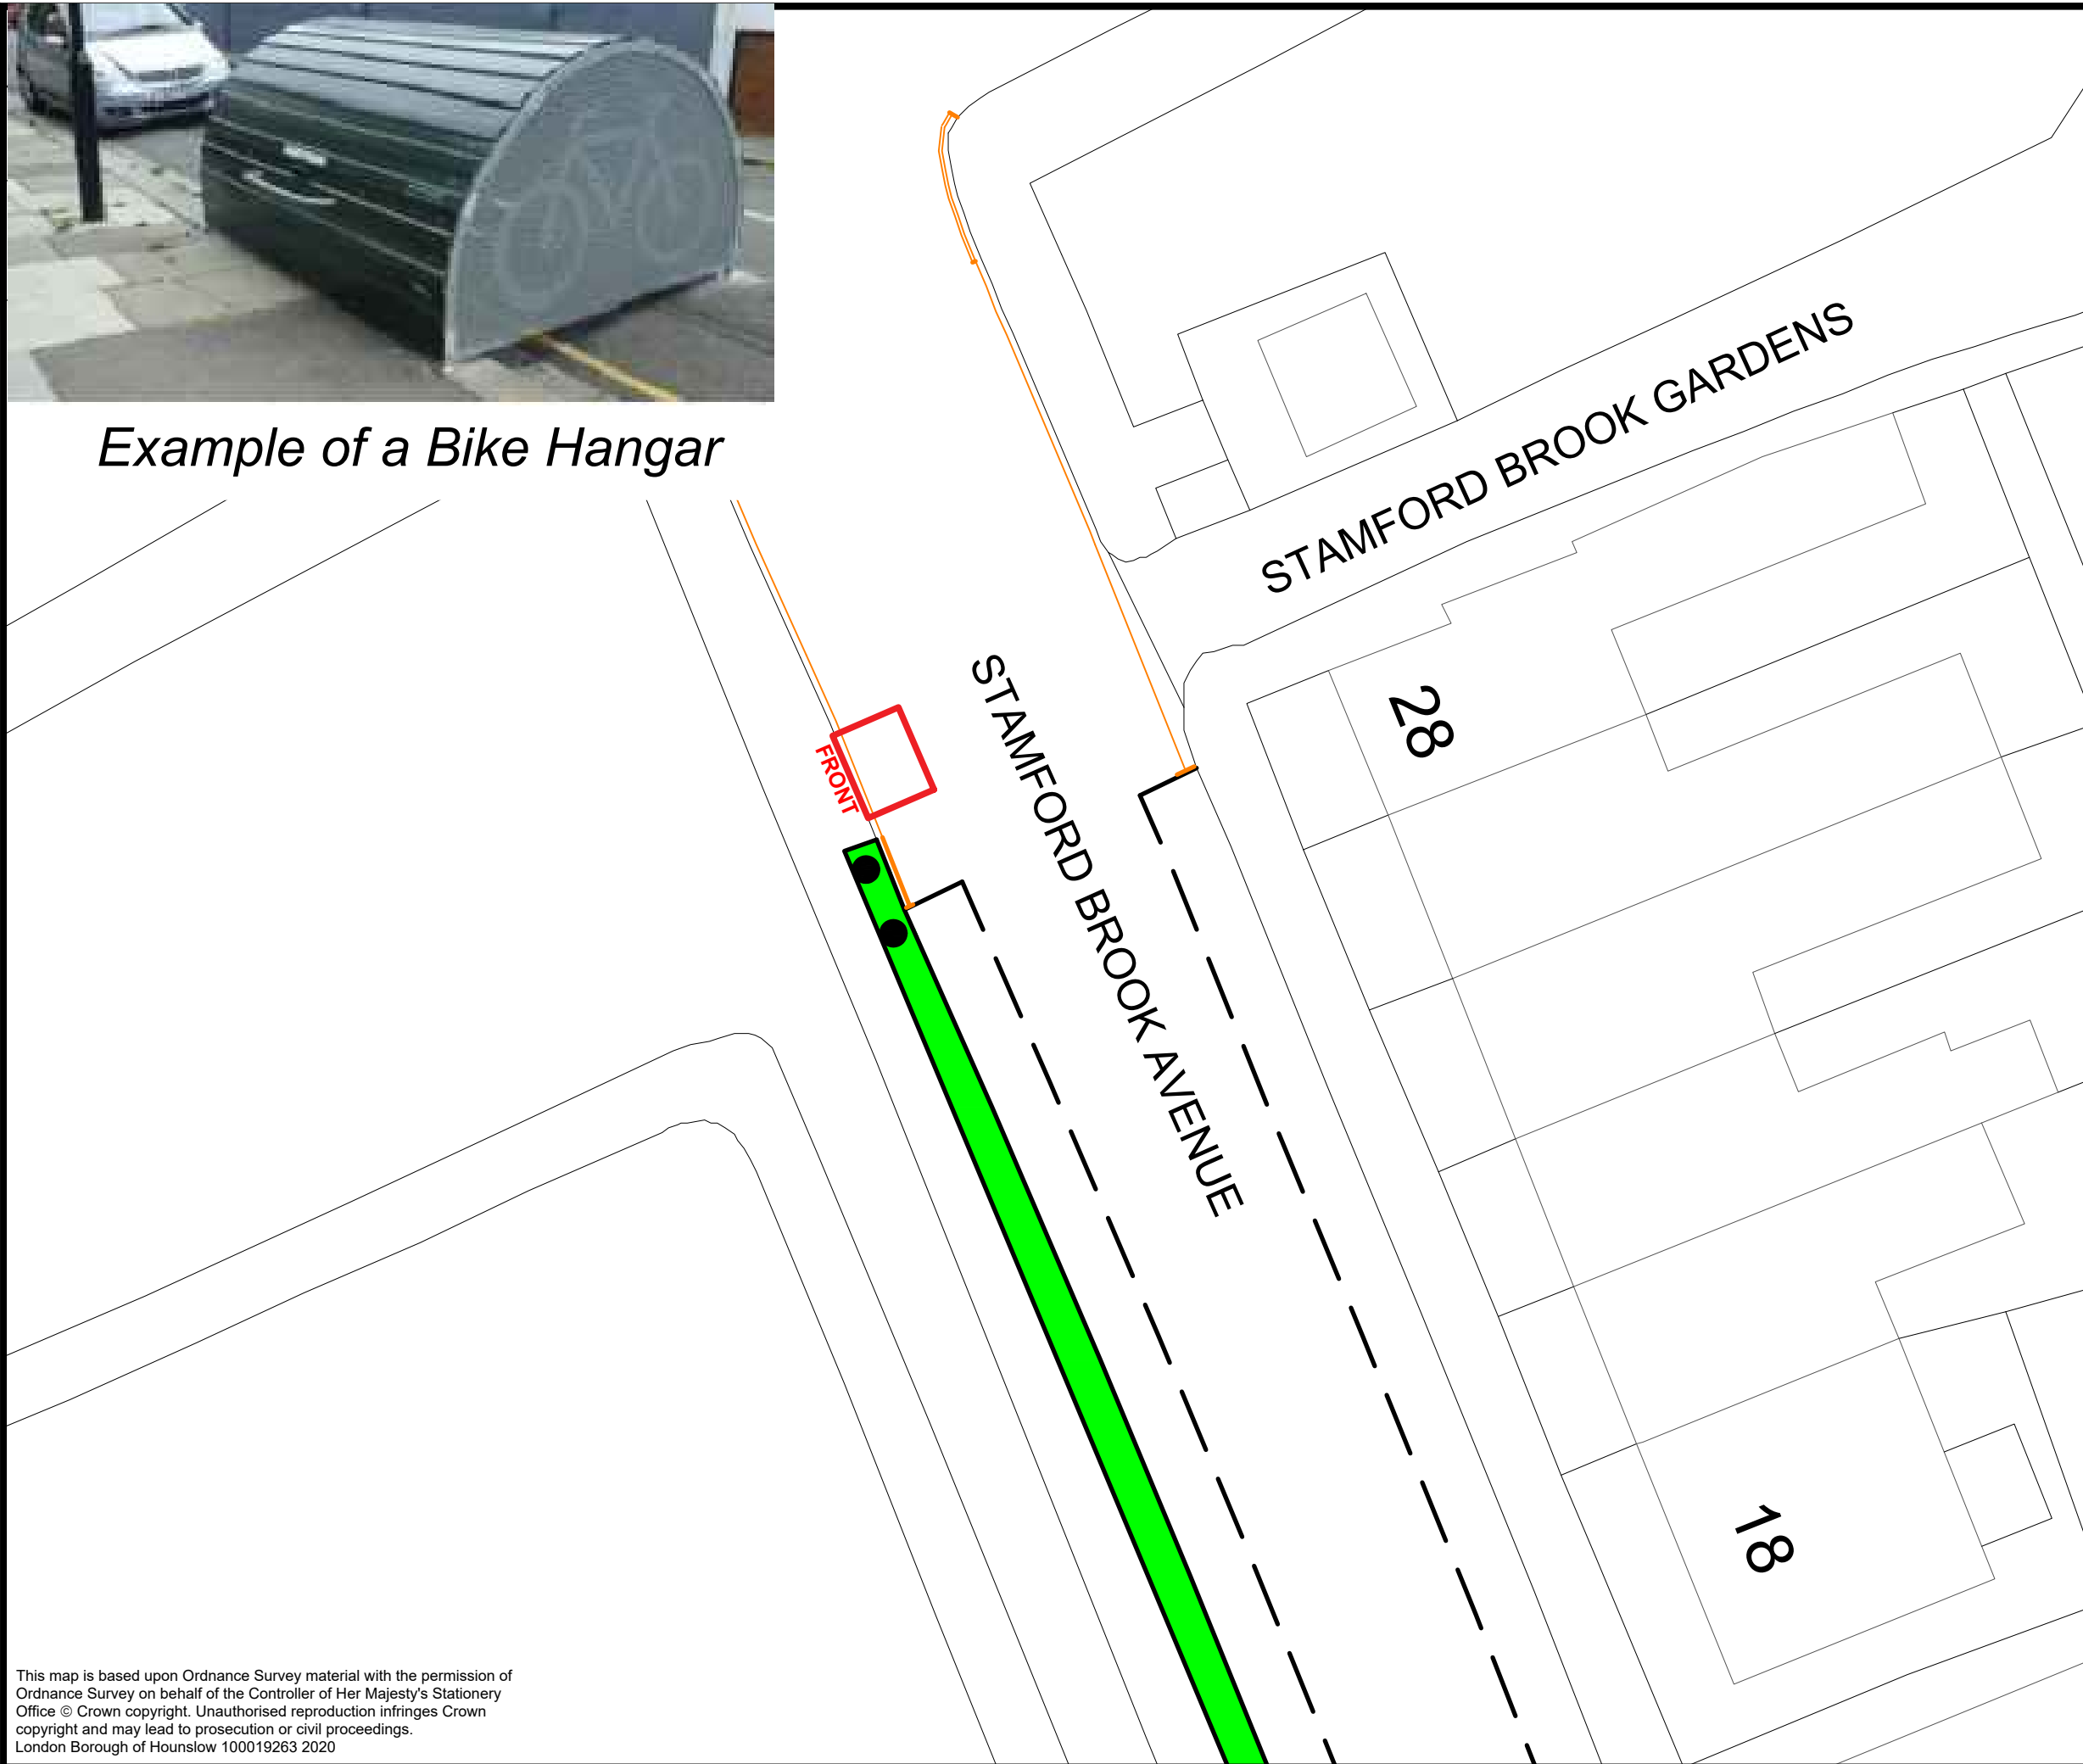 Example of a Bike Hangar
STAMFORD BROOK GARDENS
STAMFORD BROOK AVENUE
FRONT
28
18
This map is based upon Ordnance Survey material with the permission of
Ordnance Survey on behalf of the Controller of Her Majesty's Stationery
Office © Crown copyright. Unauthorised reproduction infringes Crown
copyright and may lead to prosecution or civil proceedings.
London Borough of Hounslow 100019263 2020